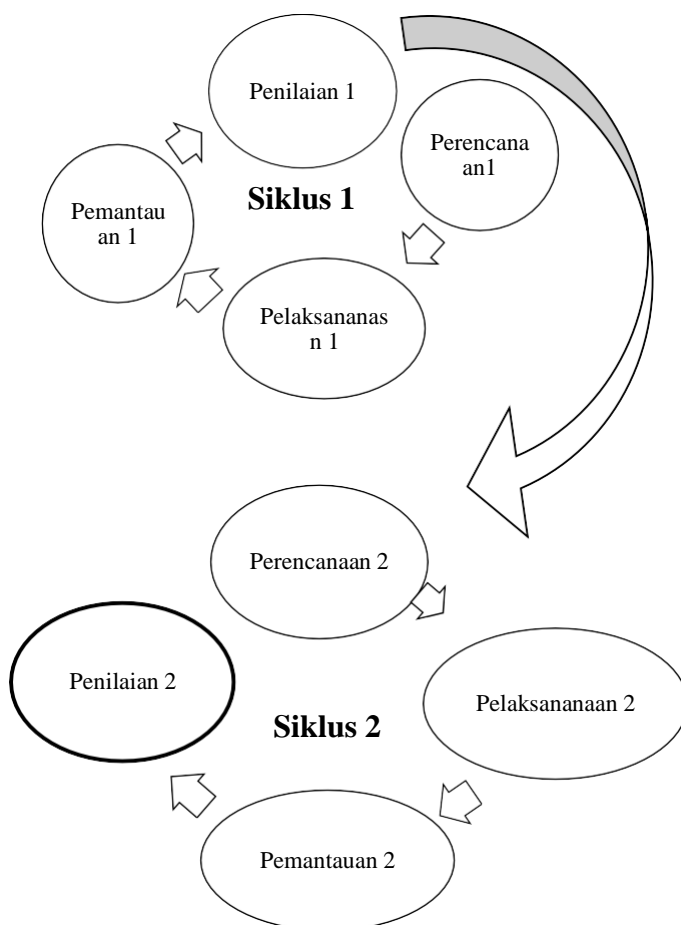 Penilaian 1
Perencana
an1
Siklus 1
Pemantau
an 1
Pelaksananas
n 1
Perencanaan 2
Penilaian 2
Pelaksananaan 2
Siklus 2
Pemantauan 2